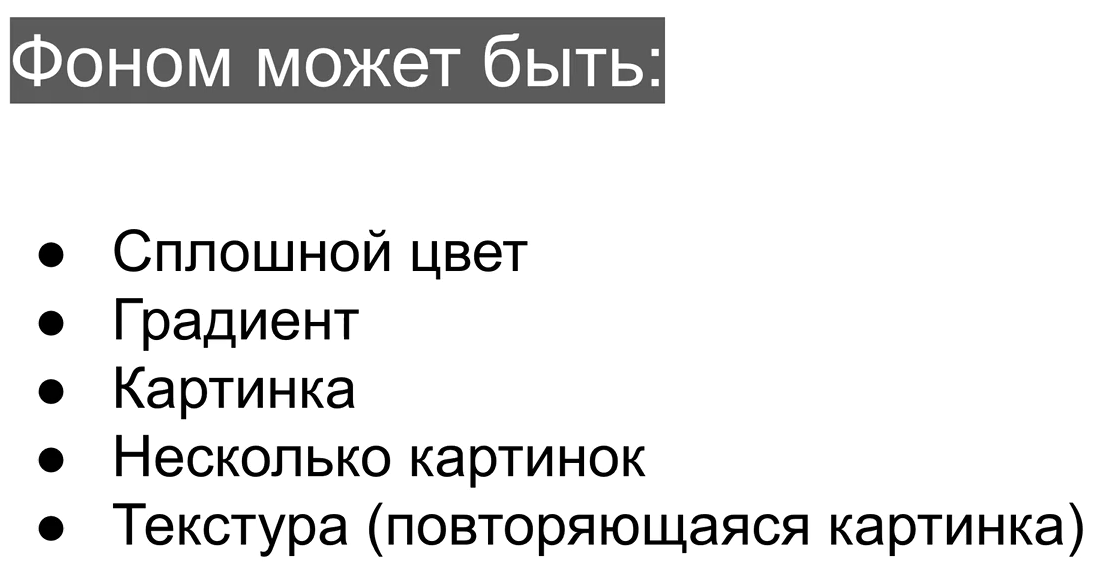 Фоном может быть:
● Сплошной цвет
● Градиент
● Картинка
● Несколько картинок
● Текстура (повторяющаяся картинка)